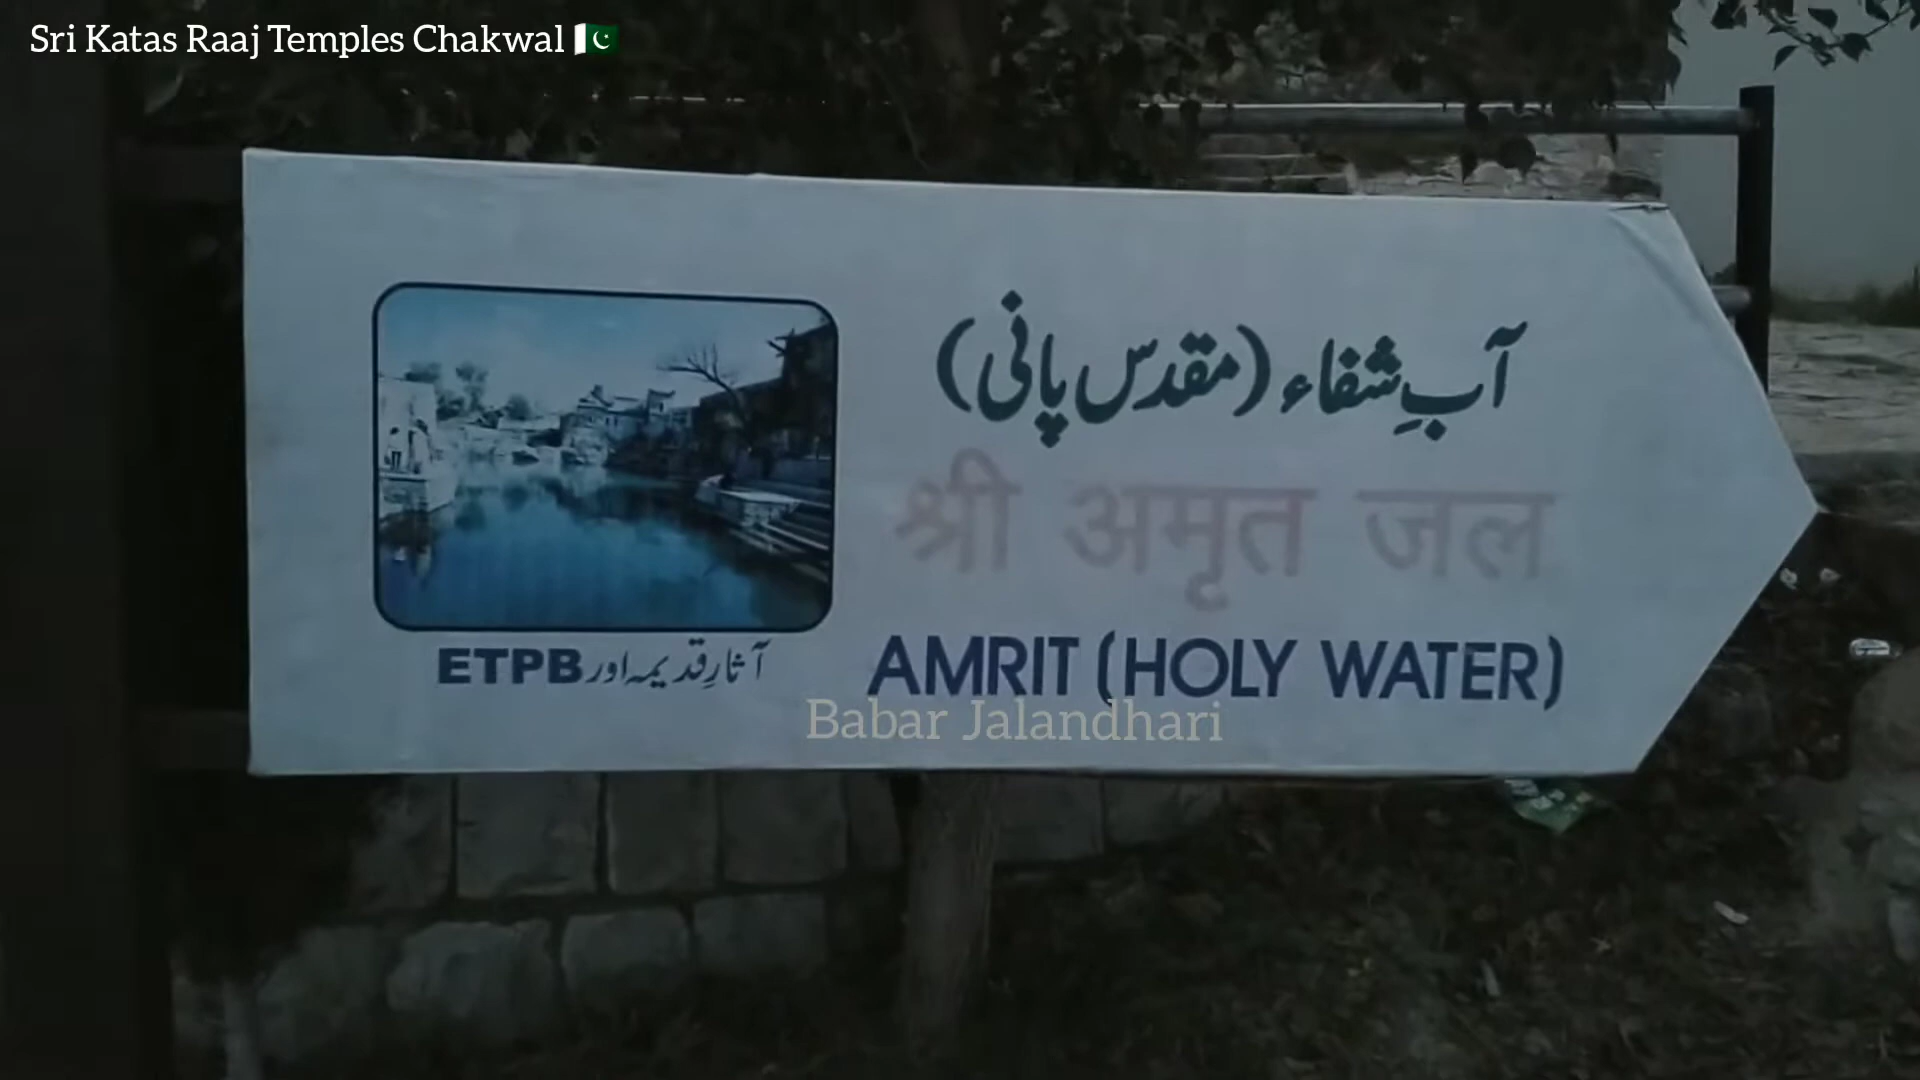 Sri Katas Raaj Temples Chakwal 🇵🇰
آبِ شفاء (مقدس پانی)
श्री अमृत जल
AMRIT (HOLY WATER)
آثارِ قدیمہ اور ETPB
Babar Jalandhari